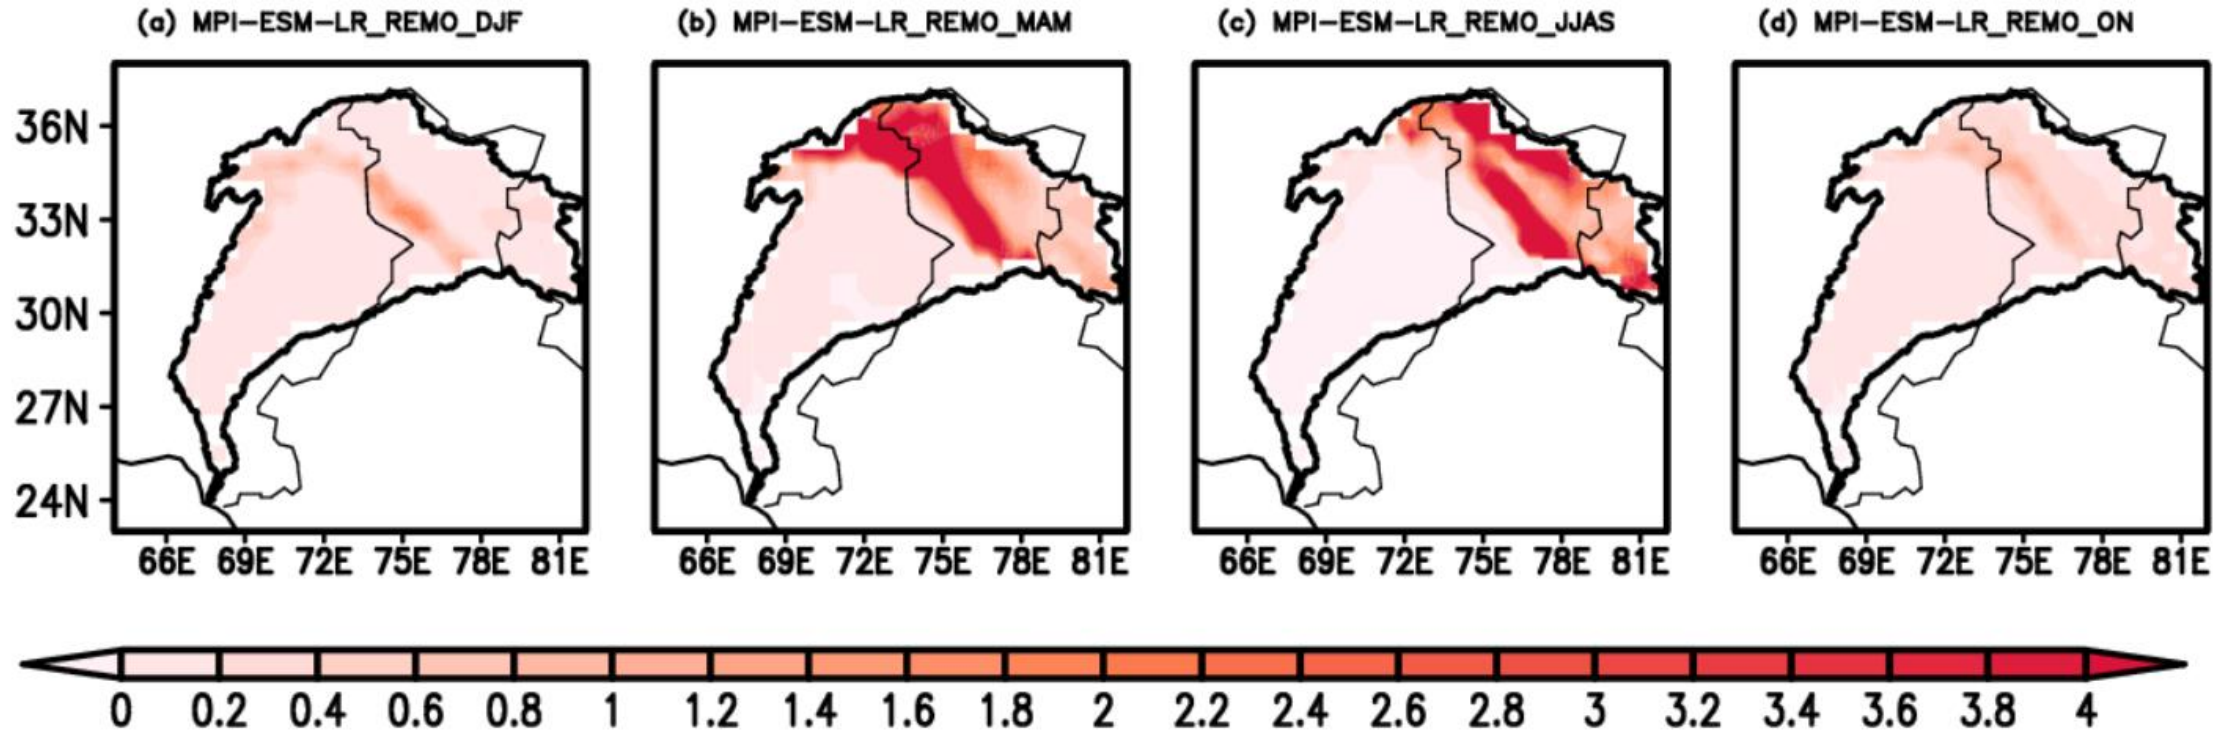 (a) MPI-ESM-LR_REMO_DJF (b) MPI-ESM-LR_REMO_MAM (c) MPI-ESM-LR_REMO_JJAS (d) MPI-ESM-LR_REMO_ON
36N
33N
30N
27N
24N
66E 69E 72E 75E 78E 81E 66E 69E 72E 75E 78E 81E 66E 69E 72E 75E 78E 81E 66E 69E 72E 75E 78E 81E
0 0.2 0.4 0.6 0.8 1 1.2 1.4 1.6 1.8 2 2.2 2.4 2.6 2.8 3 3.2 3.4 3.6 3.8 4